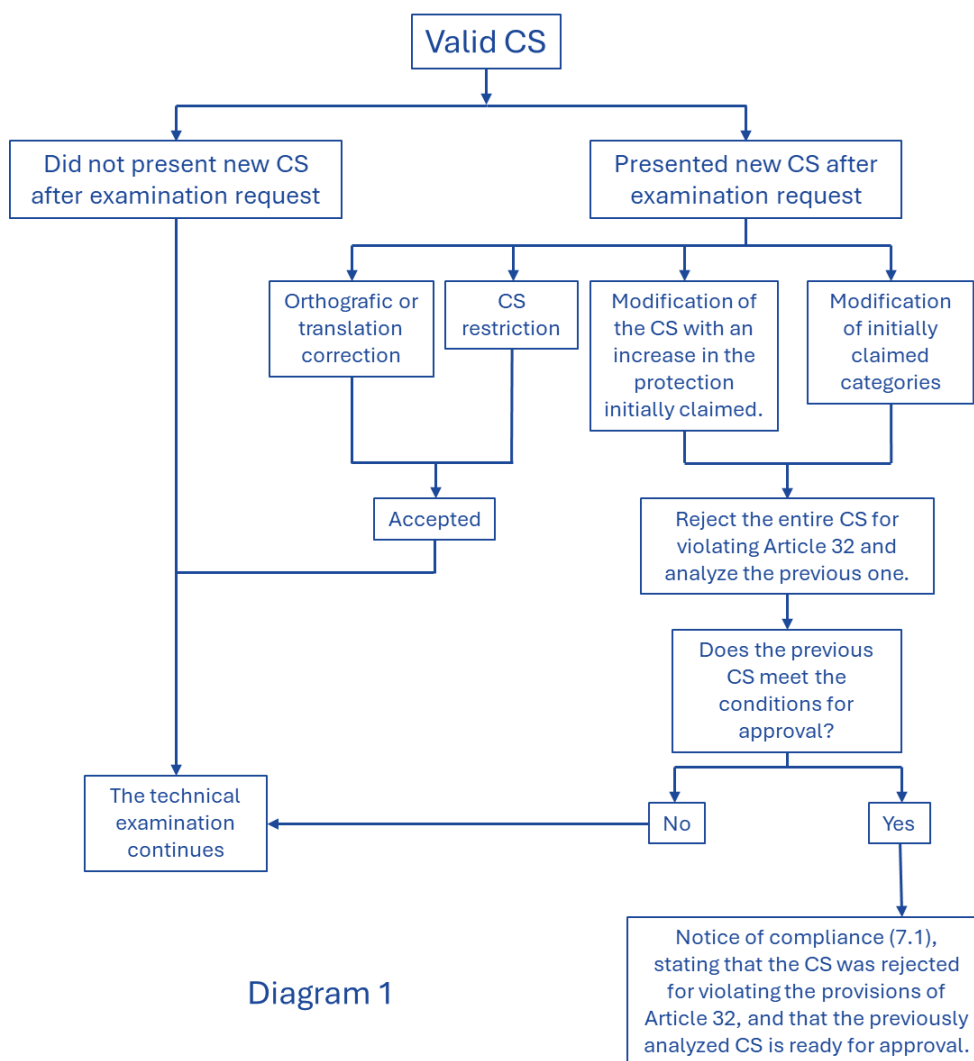 Valid CS
Did not present new CS
after examination request
Presented new CS after
examination request
Orthografic or
translation
correction
CS
restriction
Modification of
the CS with an
increase in the
protection
initially claimed.
Modification
of initially
claimed
categories
Accepted
Reject the entire CS for
violating Article 32 and
analyze the previous one.
Does the previous
CS meet the
conditions for
approval?
The technical
examination
continues
No
Yes
Notice of compliance (7.1),
stating that the CS was rejected
for violating the provisions of
Article 32, and that the previously
analyzed CS is ready for approval.
Diagram 1